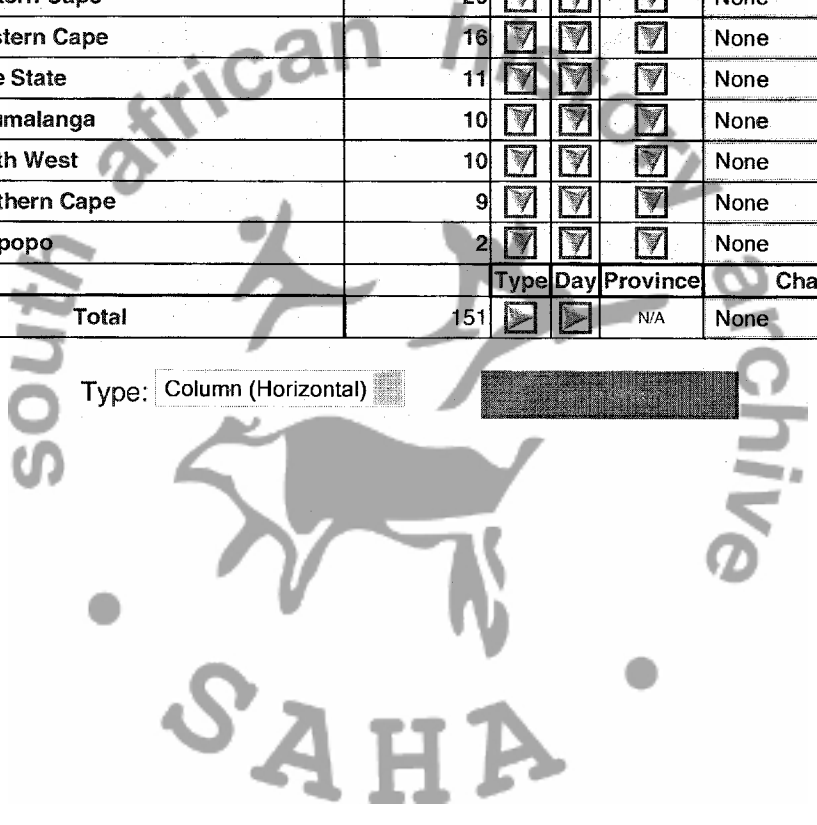 stern Cape 16 None
e State 11 None
malanga 10 None
th West 10 None
thern Cape 9 None
popo 2 None
Type Day Province Cha
Total 151 N/A None
Type: Column (Horizontal)
south african history archive
SAHA